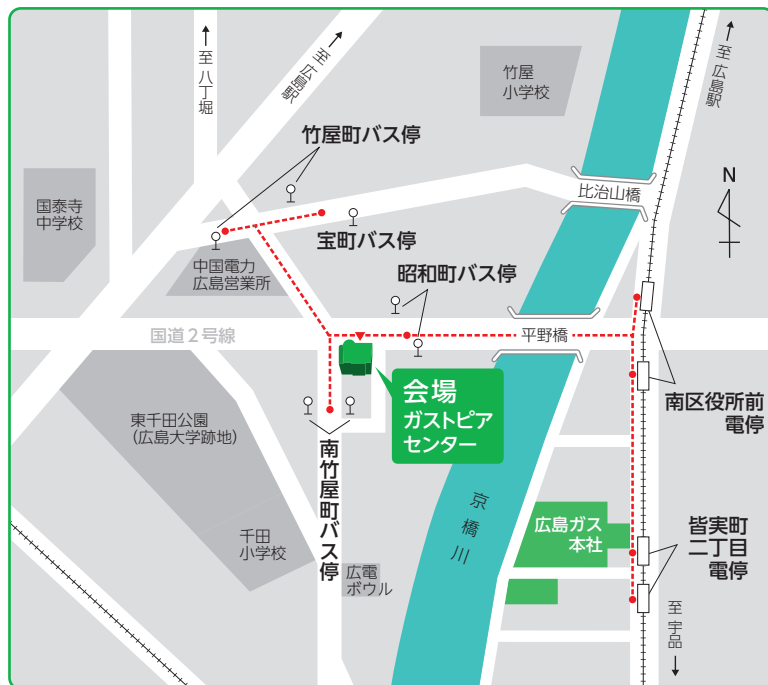 至 八丁堀
至 広島駅
竹屋
小学校
至 広島駅
竹屋町バス停
N
国泰寺
中学校
比治山橋
宝町バス停
中国電力
広島営業所
昭和町バス停
国道2号線
平野橋
会場
ガストピア
センター
南区役所前
電停
東千田公園
(広島大学跡地)
南竹屋町バス停
京橋川
広島ガス
本社
皆実町
二丁目
電停
千田
小学校
広電
ボウル
至 宇品